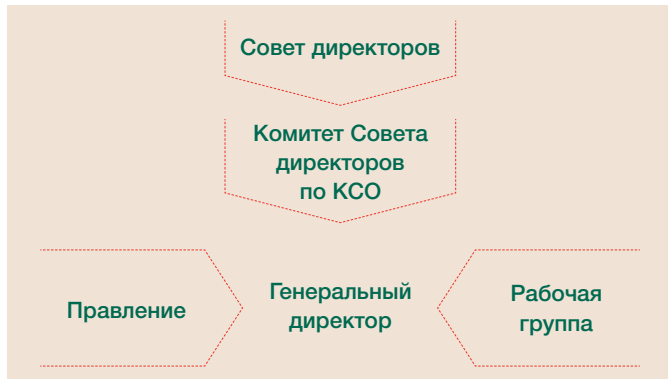 Совет директоров
Комитет Совета
директоров
по КСО
Правление
Генеральный
директор
Рабочая
группа